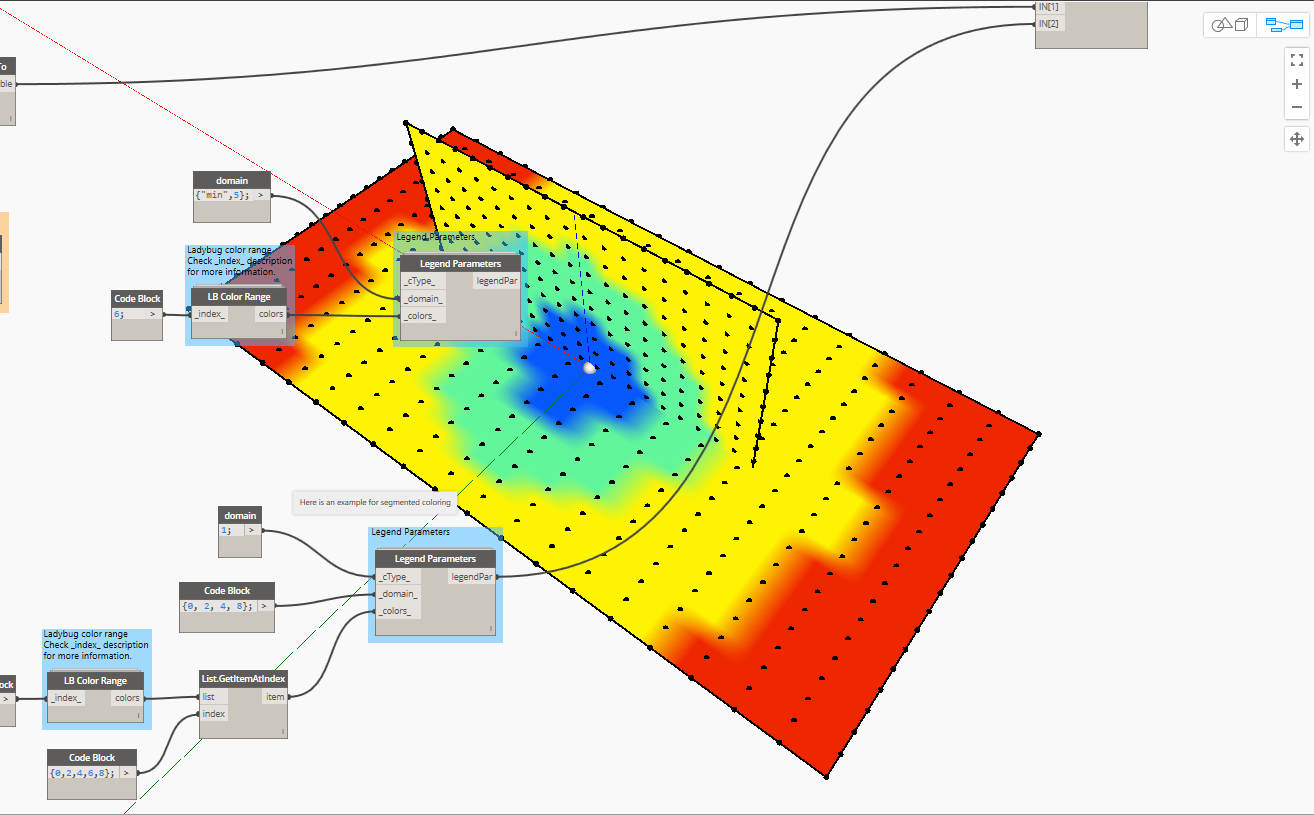 IN[1]
IN[2]
To
ble
domain
{"min",5}; >
Legend Parameters
Ladybug color range
Check _index_ description
for more information.
Legend Parameters
_cType_ legendPar
_domain_
_colors_
Code Block
6; >
LB Color Range
_index_ colors
Here is an example for segmented coloring
domain
1; >
Legend Parameters
Legend Parameters
_cType_ legendPar
_domain_
_colors_
Code Block
{0, 2, 4, 8}; >
Ladybug color range
Check _index_ description
for more information.
ock
>
LB Color Range
_index_ colors
List.GetItemAtIndex
list item
index
Code Block
{0,2,4,6,8}; >